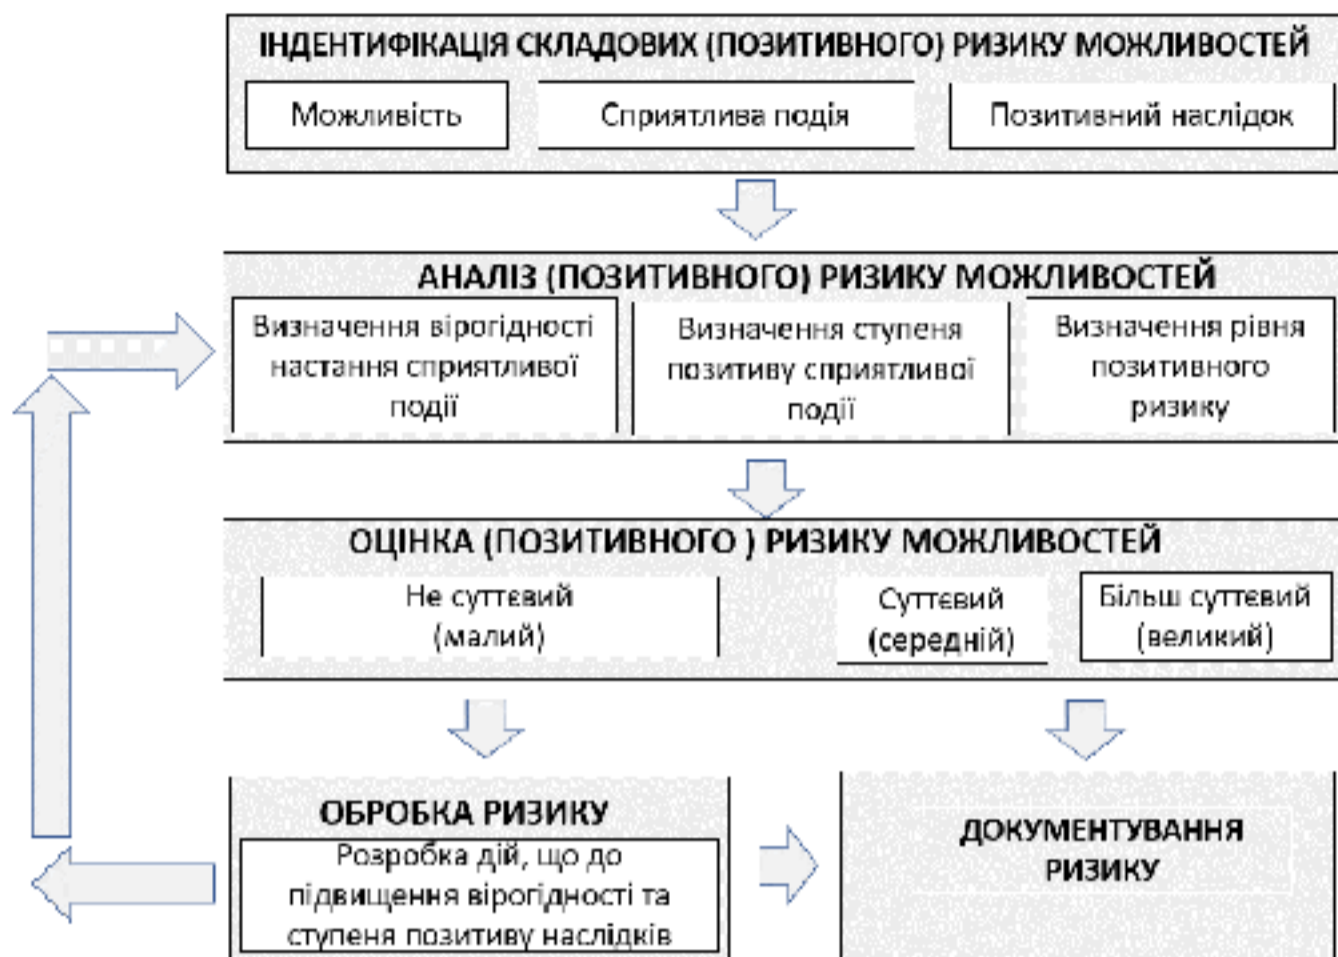 ІНДЕНТИФІКАЦІЯ СКЛАДОВИХ (ПОЗИТИВНОГО) РИЗИКУ МОЖЛИВОСТЕЙ
Можливість
Сприятлива подія
Позитивний наслідок
АНАЛІЗ (ПОЗИТИВНОГО) РИЗИКУ МОЖЛИВОСТЕЙ
Визначення вірогідності
настання сприятливої
події
Визначення ступеня
позитиву сприятливої
події
Визначення рівня
позитивного
ризику
ОЦІНКА (ПОЗИТИВНОГО ) РИЗИКУ МОЖЛИВОСТЕЙ
Не суттєвий
(малий)
Суттєвий
(середній)
Більш суттєвий
(великий)
ОБРОБКА РИЗИКУ
Розробка дій, що до
підвищення вірогідності та
ступеня позитиву наслідків
ДОКУМЕНТУВАННЯ
РИЗИКУ